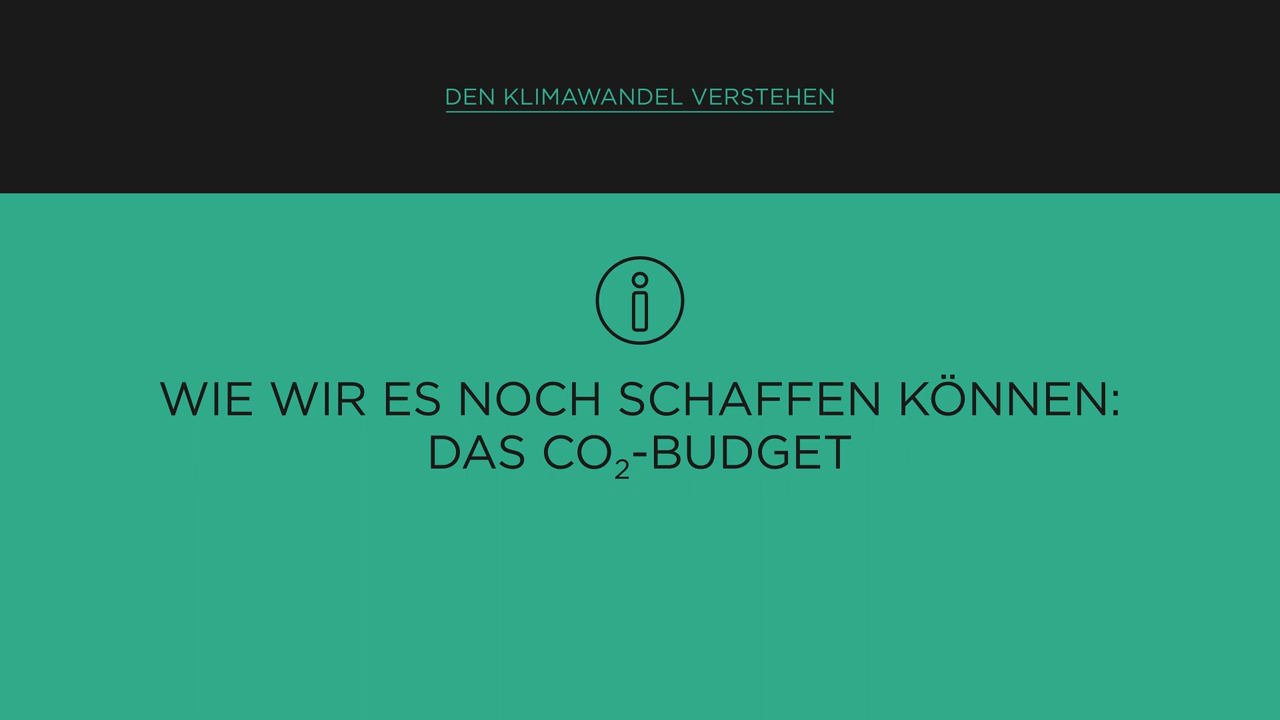 DEN KLIMAWANDEL VERSTEHEN
WIE WIR ES NOCH SCHAFFEN KÖNNEN:
DAS CO₂-BUDGET